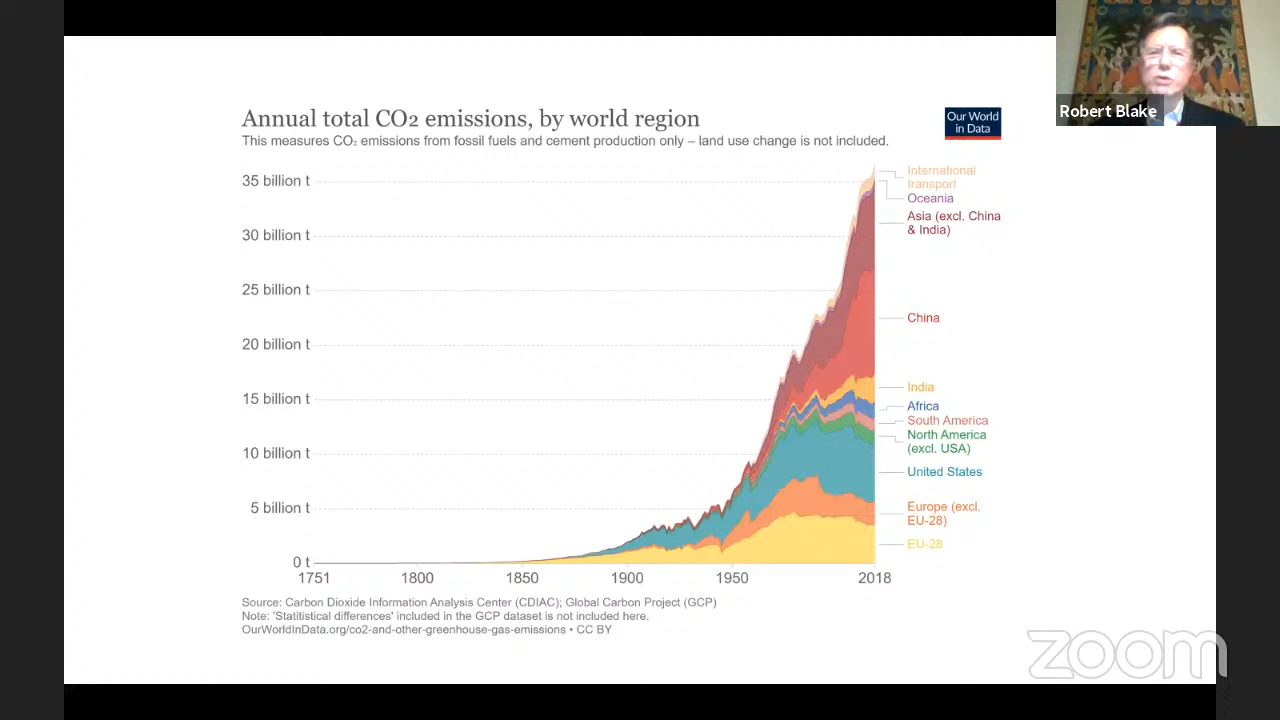 Robert Blake
Annual total CO2 emissions, by world region
This measures CO₂ emissions from fossil fuels and cement production only – land use change is not included.
Our World
in Data
35 billion t
30 billion t
25 billion t
20 billion t
15 billion t
10 billion t
5 billion t
0 t
1751
1800
1850
1900
1950
2018
International
transport
Oceania
Asia (excl. China
& India)
China
India
Africa
South America
North America
(excl. USA)
United States
Europe (excl.
EU-28)
EU-28
Source: Carbon Dioxide Information Analysis Center (CDIAC); Global Carbon Project (GCP)
Note: 'Statitistical differences' included in the GCP dataset is not included here.
OurWorldInData.org/co2-and-other-greenhouse-gas-emissions • CC BY
zoom